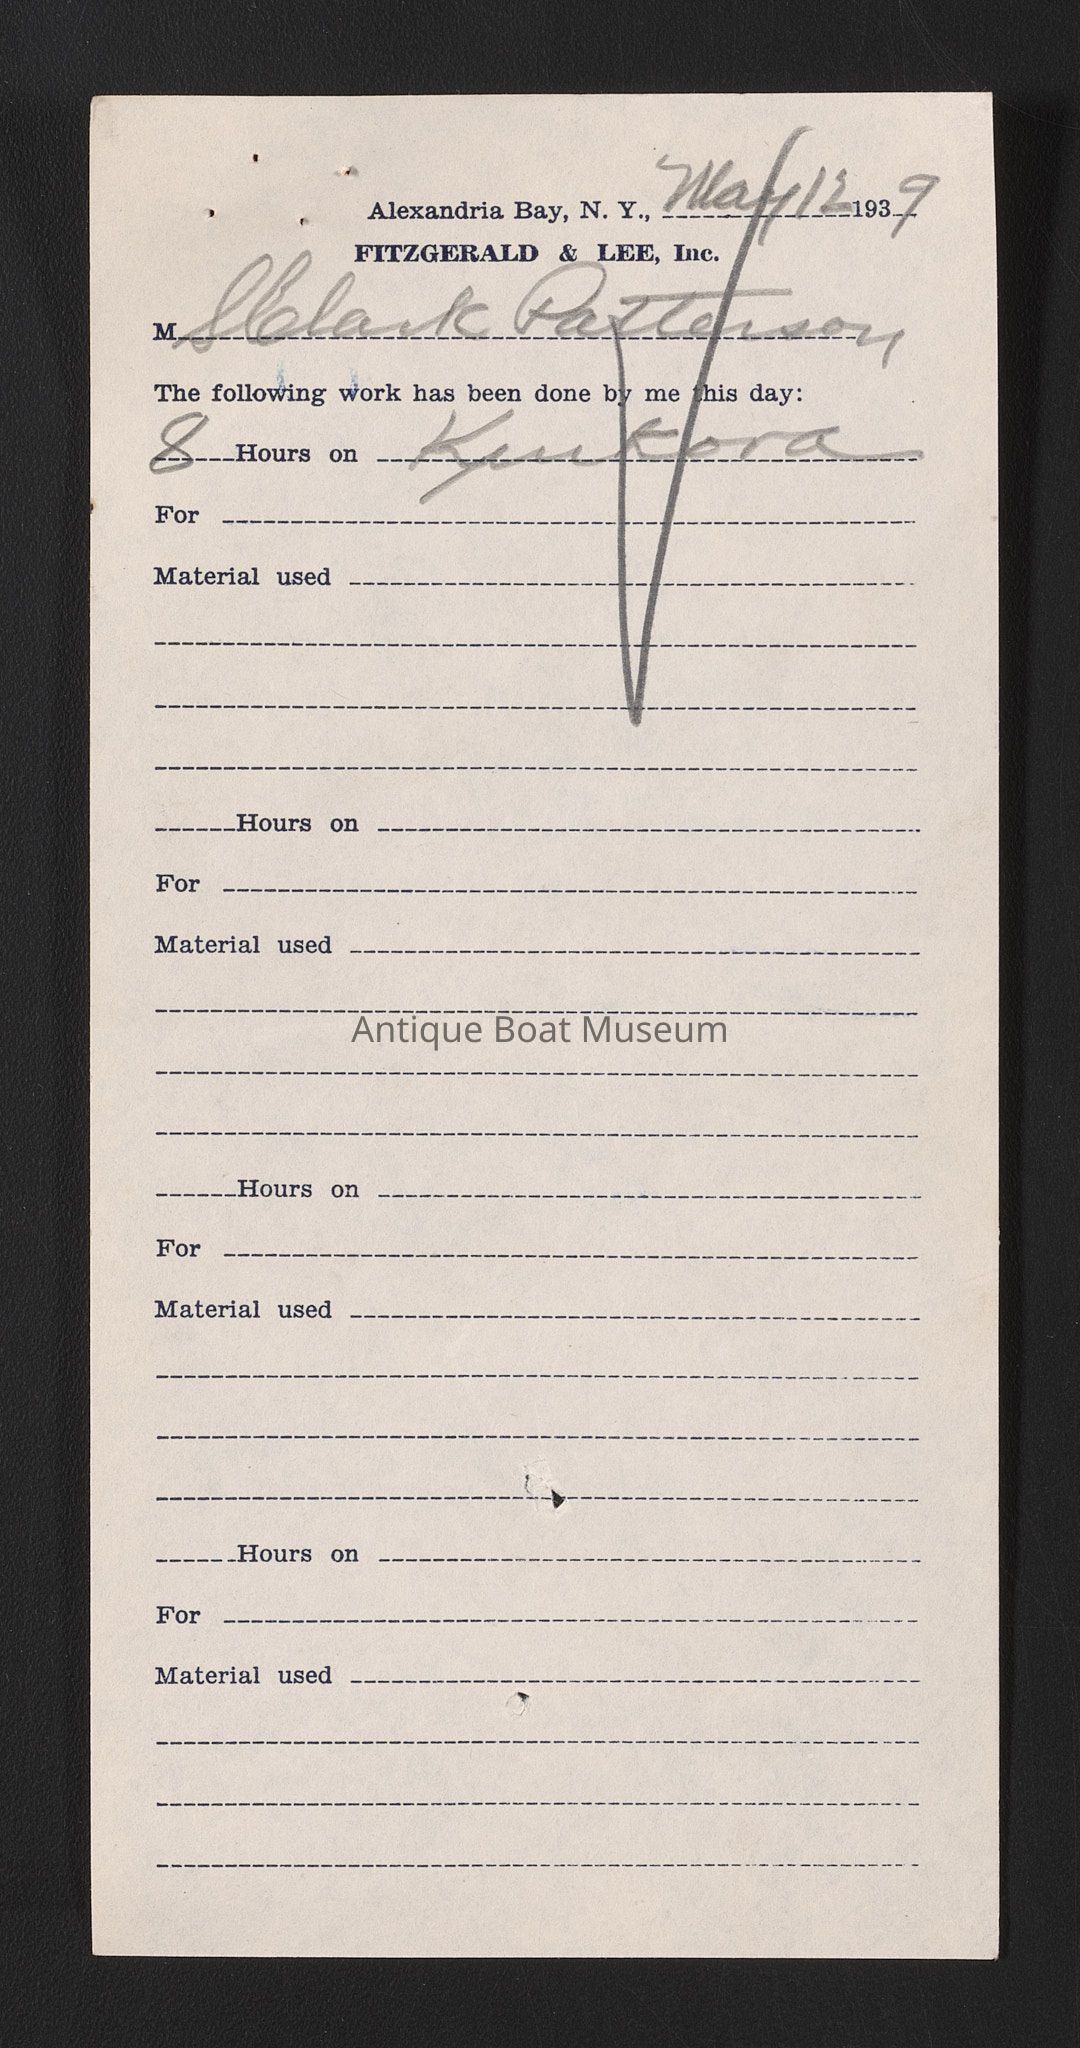 Alexandria Bay, N. Y., May 12 1939
FITZGERALD & LEE, Inc.
M S Clark Patterson
The following work has been done by me this day:
8 Hours on Kinkora
For
Material used
Hours on
For
Material used
Antique Boat Museum
Hours on
For
Material used
Hours on
For
Material used